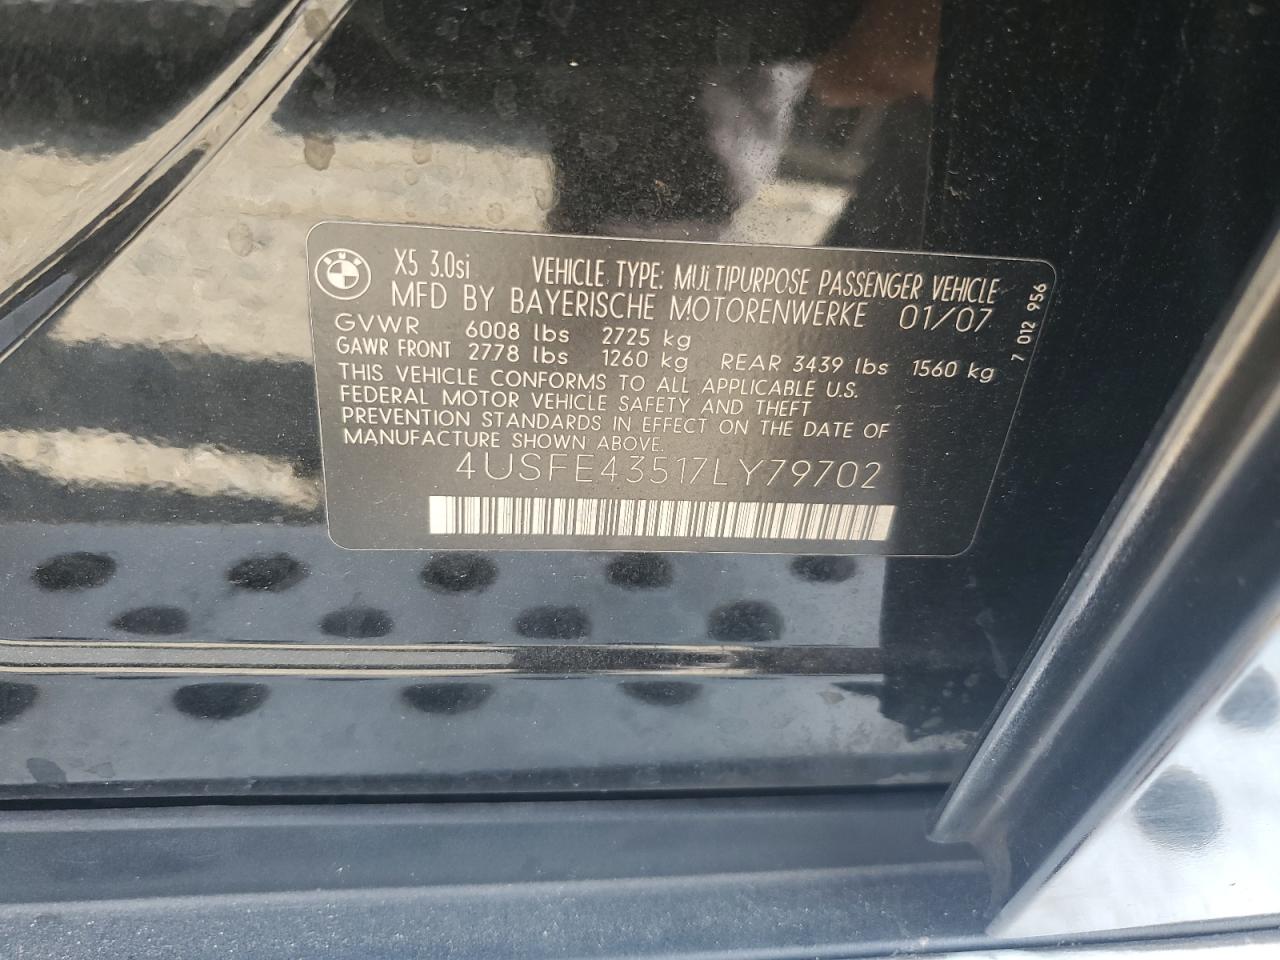 BMW X5 3.0si VEHICLE TYPE: MULTIPURPOSE PASSENGER VEHICLE
MFD BY BAYERISCHE MOTORENWERKE 01/07
GVWR 6008 lbs 2725 kg
GAWR FRONT 2778 lbs 1260 kg REAR 3439 lbs 1560 kg
THIS VEHICLE CONFORMS TO ALL APPLICABLE U.S.
FEDERAL MOTOR VEHICLE SAFETY AND THEFT
PREVENTION STANDARDS IN EFFECT ON THE DATE OF
MANUFACTURE SHOWN ABOVE.
4USFE43517LY79702
7 012 956